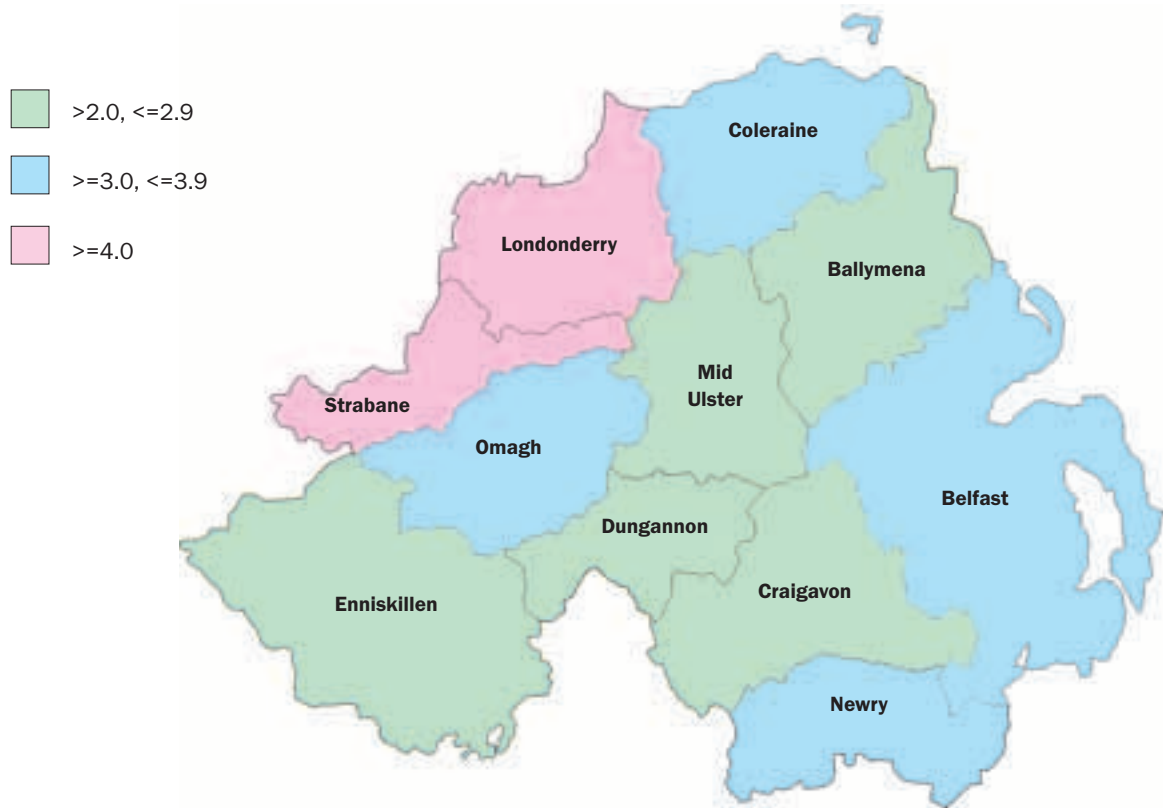 >2.0, <=2.9
>=3.0, <=3.9
>=4.0
Coleraine
Londonderry
Ballymena
Mid
Ulster
Strabane
Omagh
Belfast
Dungannon
Craigavon
Enniskillen
Newry